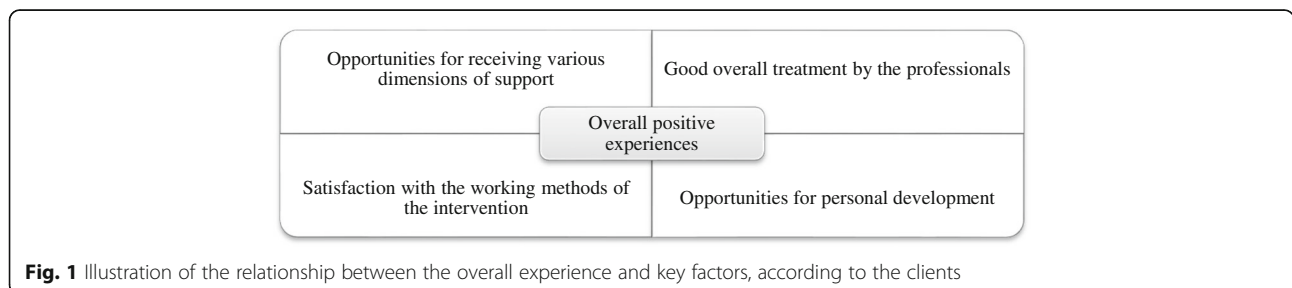 Opportunities for receiving various
dimensions of support
Good overall treatment by the professionals
Overall positive
experiences
Satisfaction with the working methods of
the intervention
Opportunities for personal development
Fig. 1 Illustration of the relationship between the overall experience and key factors, according to the clients